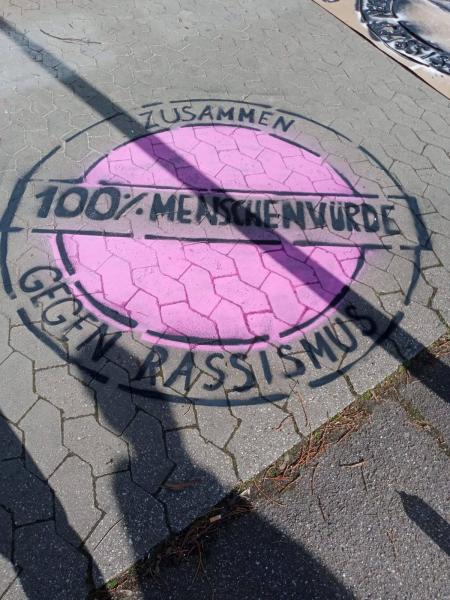 ZUSAMMEN
100% MENSCHENWÜRDE
GEGEN RASSISMUS